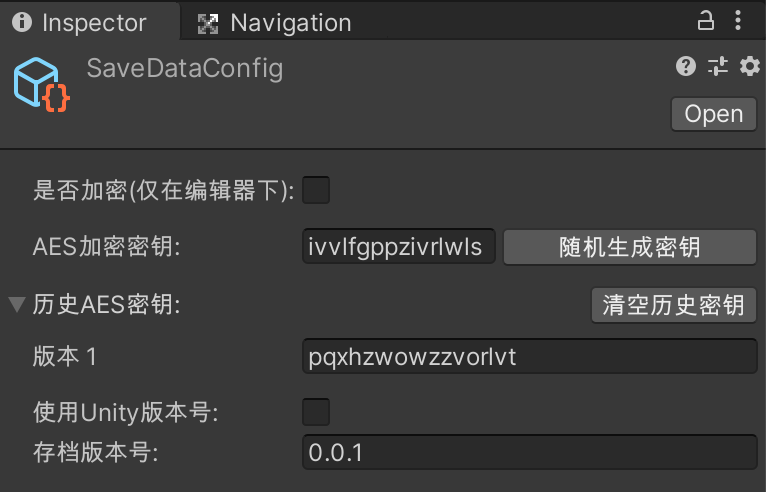 Inspector Navigation
SaveDataConfig
Open
是否加密(仅在编辑器下):
AES加密密钥: ivvlfgppzivrlwls 随机生成密钥
历史AES密钥: 清空历史密钥
版本 1 pqxhzwowzzvorlvt
使用Unity版本号:
存档版本号: 0.0.1